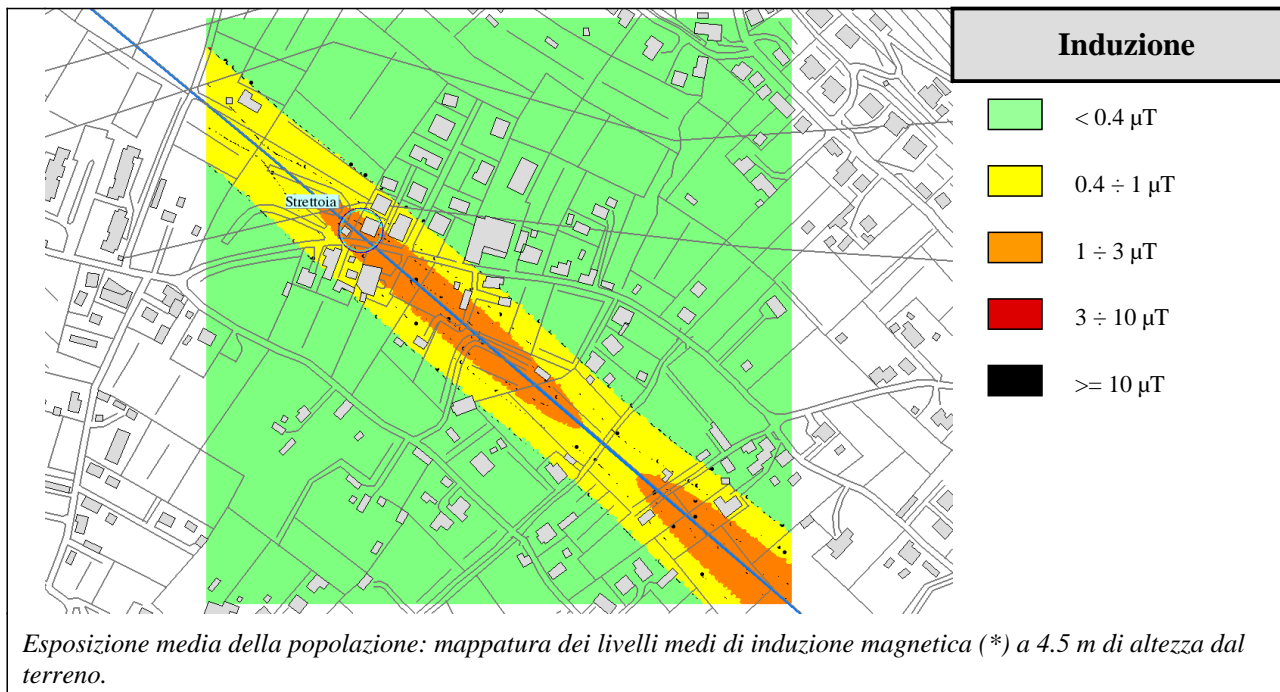 Induzione
< 0.4 µT
0.4 ÷ 1 µT
1 ÷ 3 µT
3 ÷ 10 µT
>= 10 µT
Strettoia
Esposizione media della popolazione: mappatura dei livelli medi di induzione magnetica (*) a 4.5 m di altezza dal
terreno.